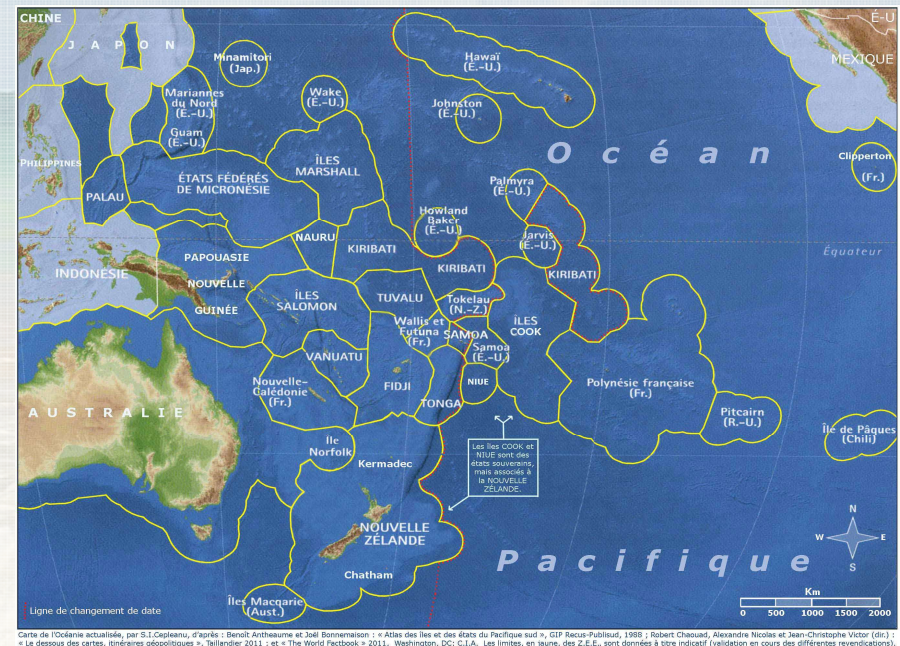 CHINE
É-U
J A P O N
Minamitori
(Jap.)
Hawaï
(É.-U.)
MEXIQUE
Mariannes
du Nord
(É.-U.)
Guam
(É.-U.)
Wake
(É.-U.)
Johnston
(É.-U.)
Océan
PHILIPPINES
PALAU
ÉTATS FÉDÉRÉS
DE MICRONÉSIE
ÎLES
MARSHALL
Palmyra
(É.-U.)
Clipperton
(Fr.)
Howland
Baker
(É.-U.)
Jarvis
(É.-U.)
NAURU
KIRIBATI
KIRIBATI
KIRIBATI
Équateur
INDONÉSIE
PAPOUASIE
NOUVELLE
GUINÉE
ÎLES
SALOMON
TUVALU
Tokelau
(N.-Z.)
Wallis et
Futuna
(Fr.)
SAMOA
Samoa
(É.-U.)
ÎLES
COOK
VANUATU
FIDJI
TONGA
NIUE
Nouvelle-
Calédonie
(Fr.)
Polynésie française
(Fr.)
Pitcairn
(R.-U.)
Île de Pâques
(Chili)
AUSTRALIE
Ile
Norfolk
Kermadec
Les îles COOK et
NIUE sont des
états souverains,
mais associés à
la NOUVELLE
ZÉLANDE.
NOUVELLE
ZÉLANDE
Chatham
Pacifique
N
W E
S
Îles Macqarie
(Aust.)
Ligne de changement de date
Km
0 500 1000 1500 2000
Carte de l'Océanie actualisée, par S.I.Cepleanu, d'après : Benoît Antheaume et Joël Bonnemaison : « Atlas des îles et des états du Pacifique sud », GIP Recus-Publisud, 1988 ; Robert Chaouad, Alexandre Nicolas et Jean-Christophe Victor (dir.) :
« Le dessous des cartes, itinéraires géopolitiques », Taillandier 2011 ; et « The World Factbook » 2011, Washington, DC: C.I.A. Les limites, en jaune, des Z.E.E., sont données à titre indicatif (validation en cours des différentes revendications).